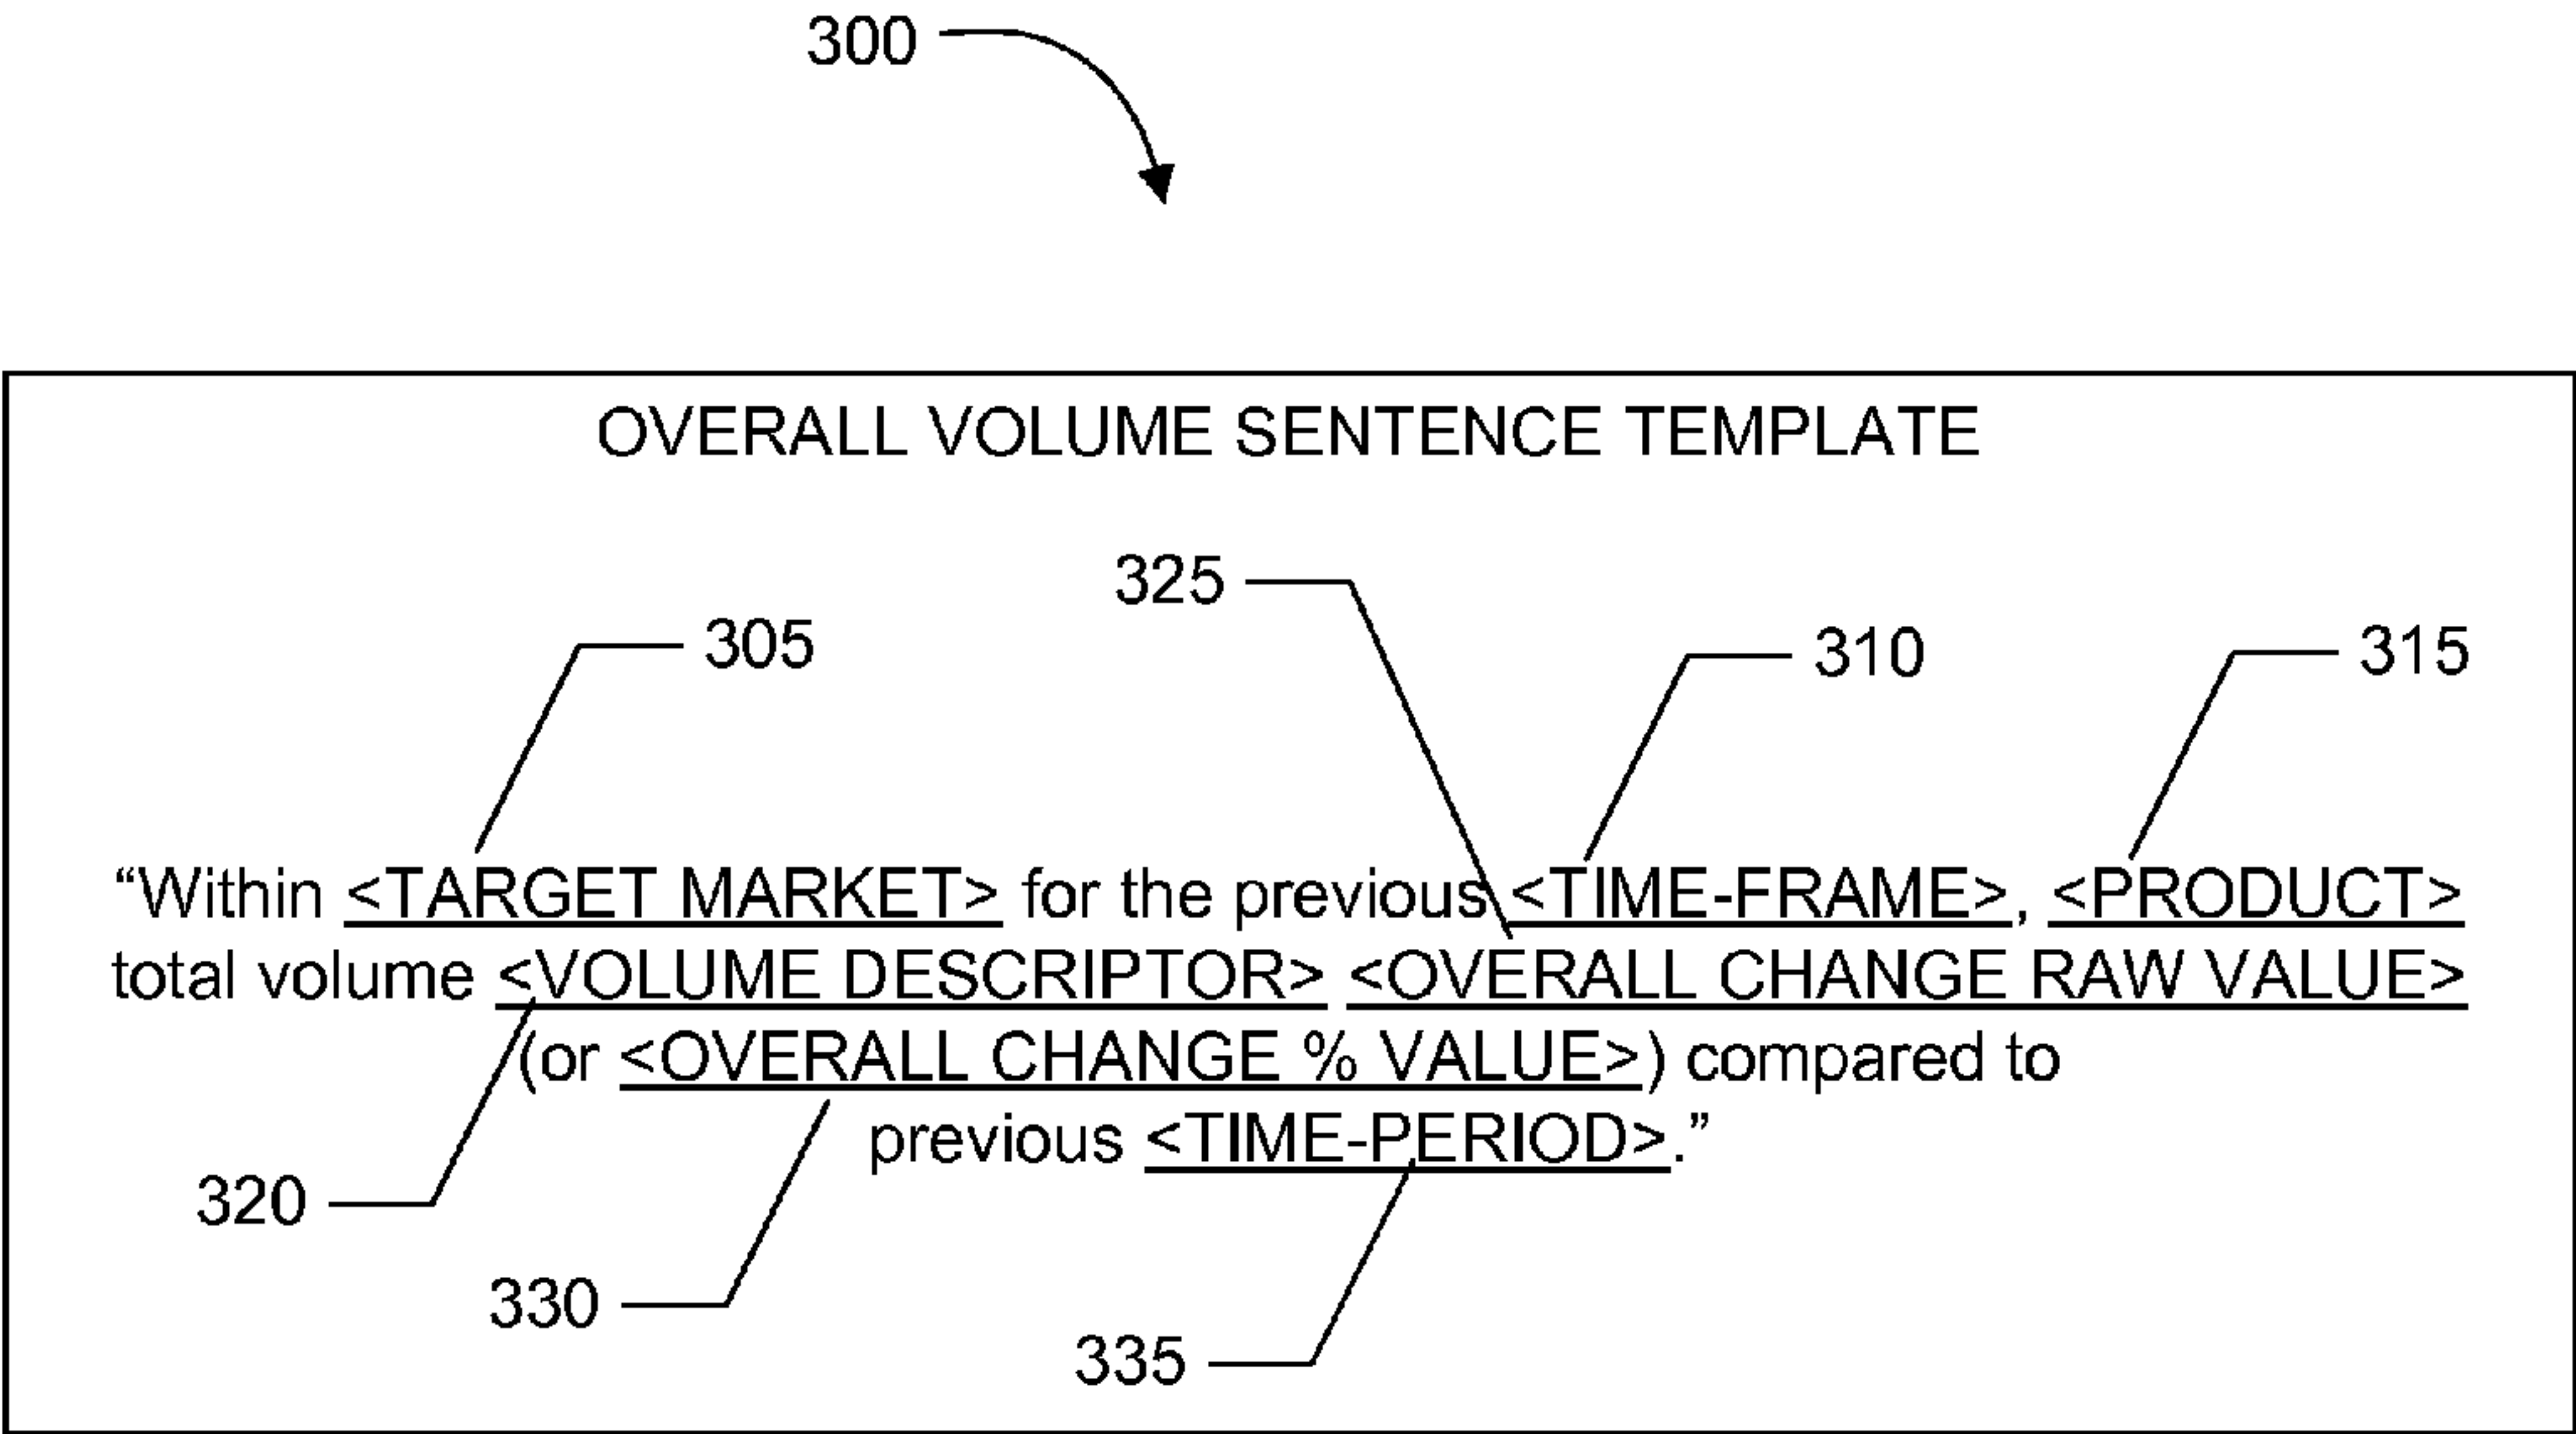 300
OVERALL VOLUME SENTENCE TEMPLATE
325
305
310
315
“Within <TARGET MARKET> for the previous <TIME-FRAME>, <PRODUCT>
total volume <VOLUME DESCRIPTOR> <OVERALL CHANGE RAW VALUE>
(or <OVERALL CHANGE % VALUE>) compared to
previous <TIME-PERIOD>.”
320
330
335